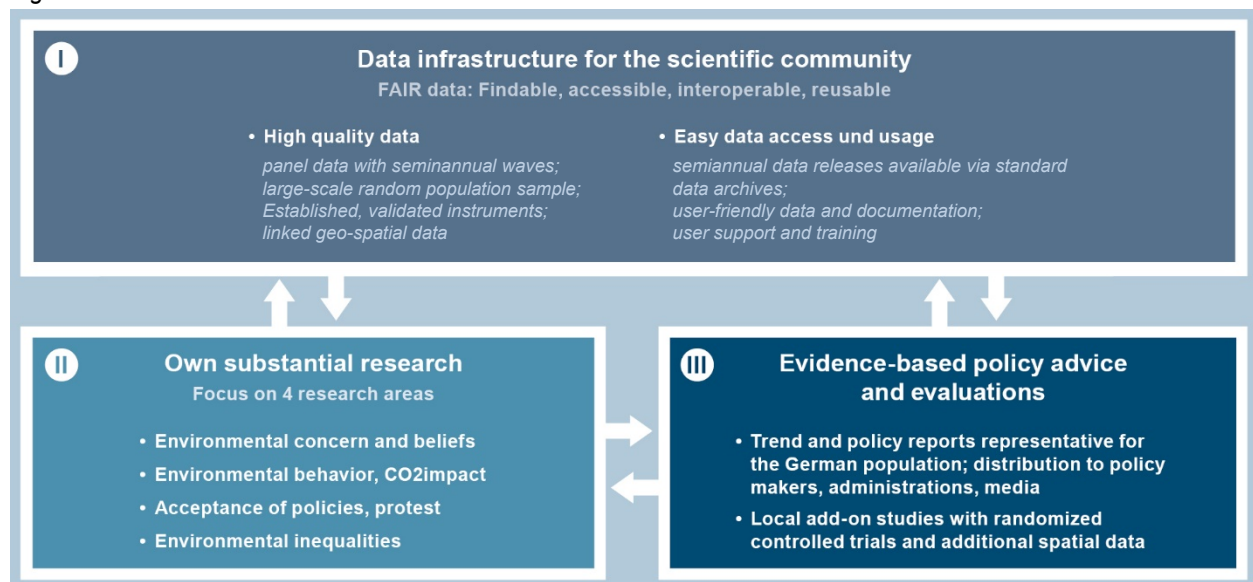 I
Data infrastructure for the scientific community
FAIR data: Findable, accessible, interoperable, reusable
• High quality data
panel data with seminannual waves;
large-scale random population sample;
Established, validated instruments;
linked geo-spatial data
• Easy data access und usage
semiannual data releases available via standard
data archives;
user-friendly data and documentation;
user support and training
II
Own substantial research
Focus on 4 research areas
• Environmental concern and beliefs
• Environmental behavior, CO2impact
• Acceptance of policies, protest
• Environmental inequalities
III
Evidence-based policy advice
and evaluations
• Trend and policy reports representative for
the German population; distribution to policy
makers, administrations, media
• Local add-on studies with randomized
controlled trials and additional spatial data